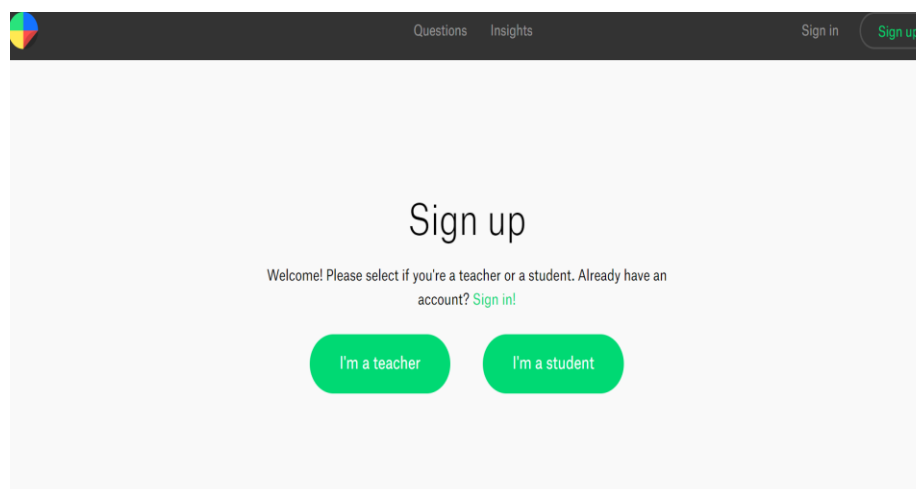 Questions Insights Sign in Sign up
Sign up
Welcome! Please select if you're a teacher or a student. Already have an
account? Sign in!
I'm a teacher I'm a student